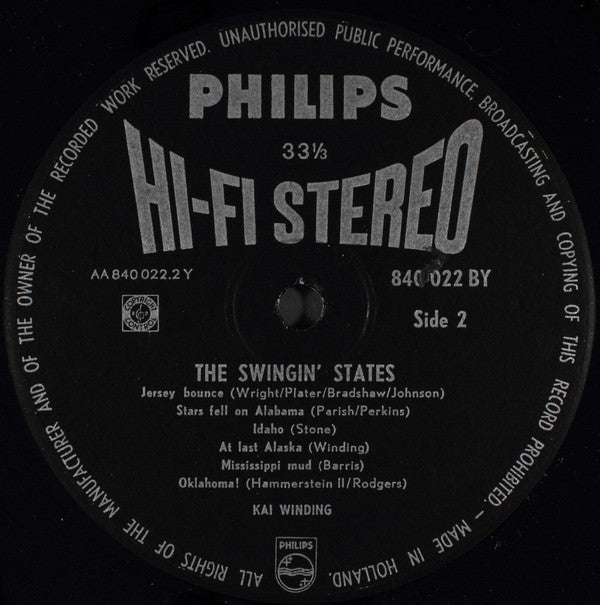 ALL RIGHTS OF THE MANUFACTURER AND OF THE OWNER OF THE RECORDED WORK RESERVED. UNAUTHORISED PUBLIC PERFORMANCE, BROADCASTING AND COPYING OF THIS RECORD PROHIBITED. – MADE IN HOLLAND.
PHILIPS
33⅓
HI-FI STEREO
AA 840 022.2 Y
840 022 BY
Side 2
THE SWINGIN' STATES
Jersey bounce (Wright/Plater/Bradshaw/Johnson)
Stars fell on Alabama (Parish/Perkins)
Idaho (Stone)
At last Alaska (Winding)
Mississippi mud (Barris)
Oklahoma! (Hammerstein II/Rodgers)
KAI WINDING
PHILIPS